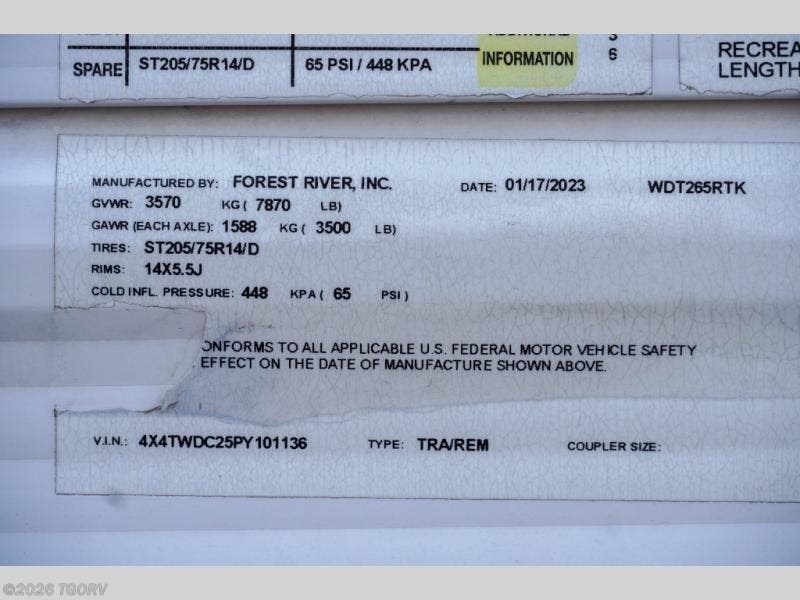 3
6
SPARE ST205/75R14/D 65 PSI / 448 KPA INFORMATION
RECREA
LENGTH
MANUFACTURED BY: FOREST RIVER, INC. DATE: 01/17/2023 WDT265RTK
GVWR: 3570 KG ( 7870 LB)
GAWR (EACH AXLE): 1588 KG ( 3500 LB)
TIRES: ST205/75R14/D
RIMS: 14X5.5J
COLD INFL. PRESSURE: 448 KPA ( 65 PSI )
ONFORMS TO ALL APPLICABLE U.S. FEDERAL MOTOR VEHICLE SAFETY
EFFECT ON THE DATE OF MANUFACTURE SHOWN ABOVE.
V.I.N.: 4X4TWDC25PY101136 TYPE: TRA/REM COUPLER SIZE:
©2026 TGORV